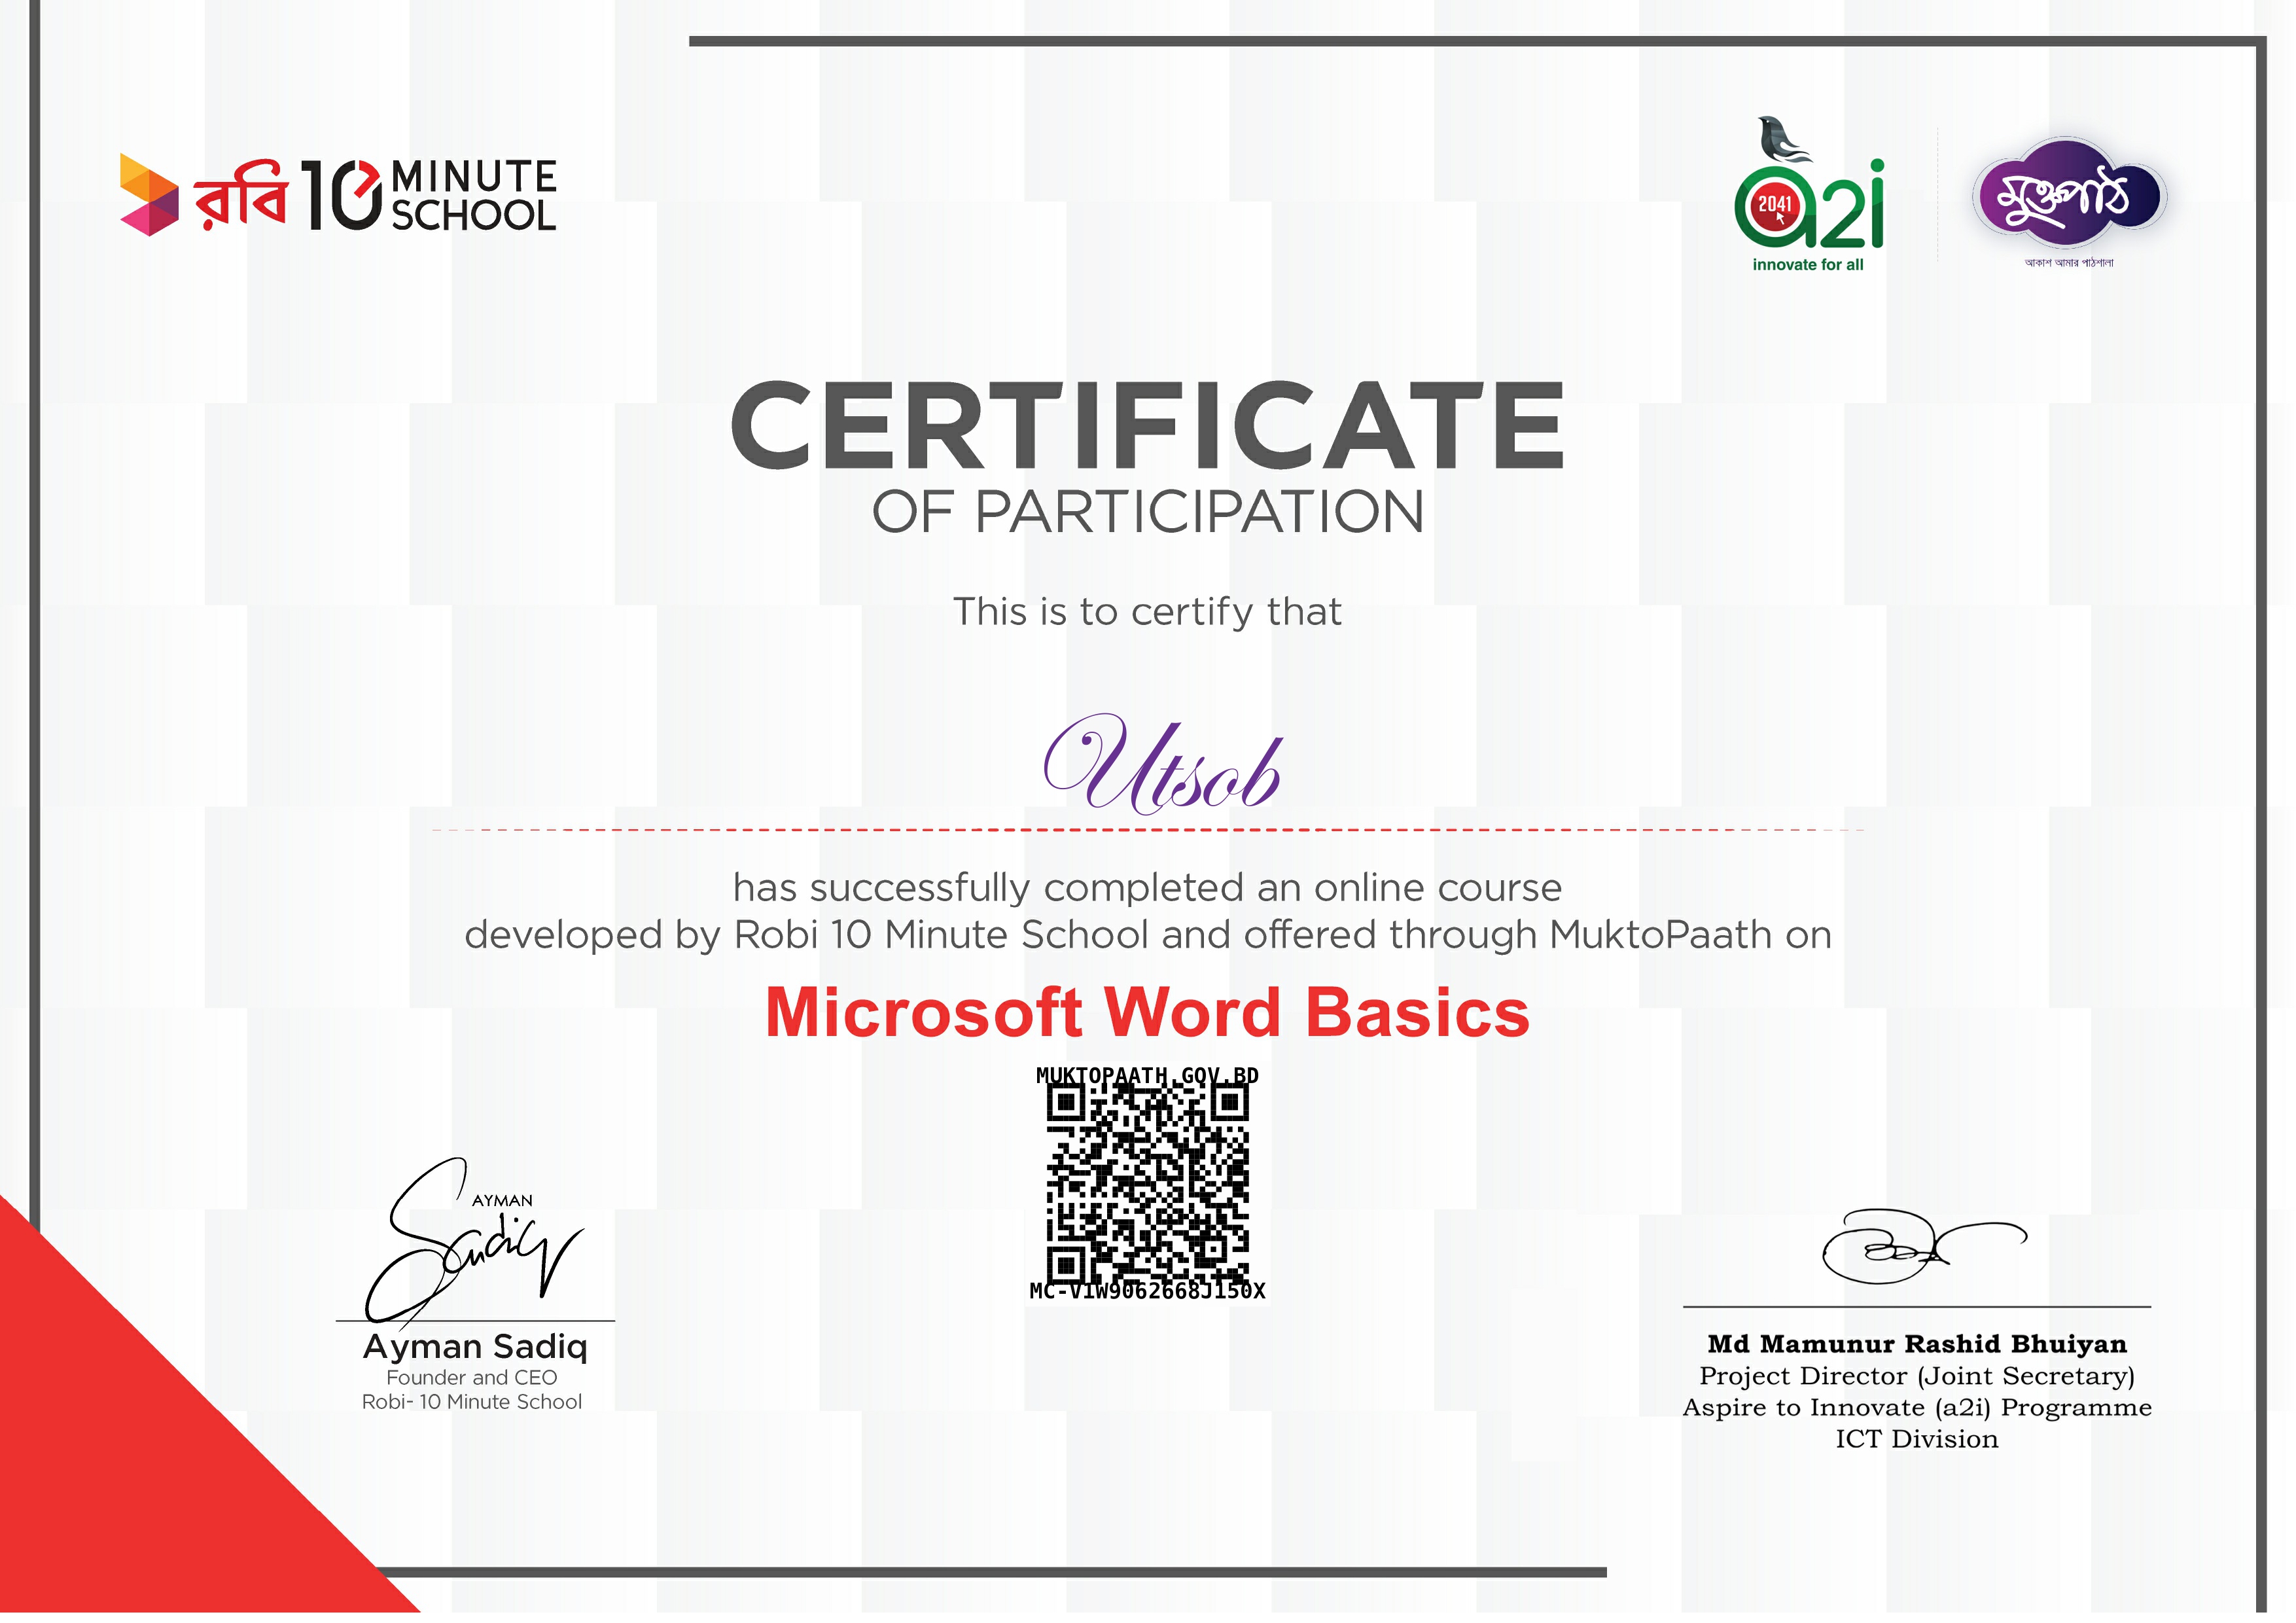 রবি 10 MINUTE SCHOOL
2041
a2i
innovate for all
মুক্তপাঠ
আকাশ আমার পাঠশালা
CERTIFICATE
OF PARTICIPATION
This is to certify that
Utsob
has successfully completed an online course
developed by Robi 10 Minute School and offered through MuktoPaath on
Microsoft Word Basics
MUKTOPAATH.GOV.BD
MC-V1W9062668J150X
AYMAN
Sadiq
Ayman Sadiq
Founder and CEO
Robi- 10 Minute School
Md Mamunur Rashid Bhuiyan
Project Director (Joint Secretary)
Aspire to Innovate (a2i) Programme
ICT Division